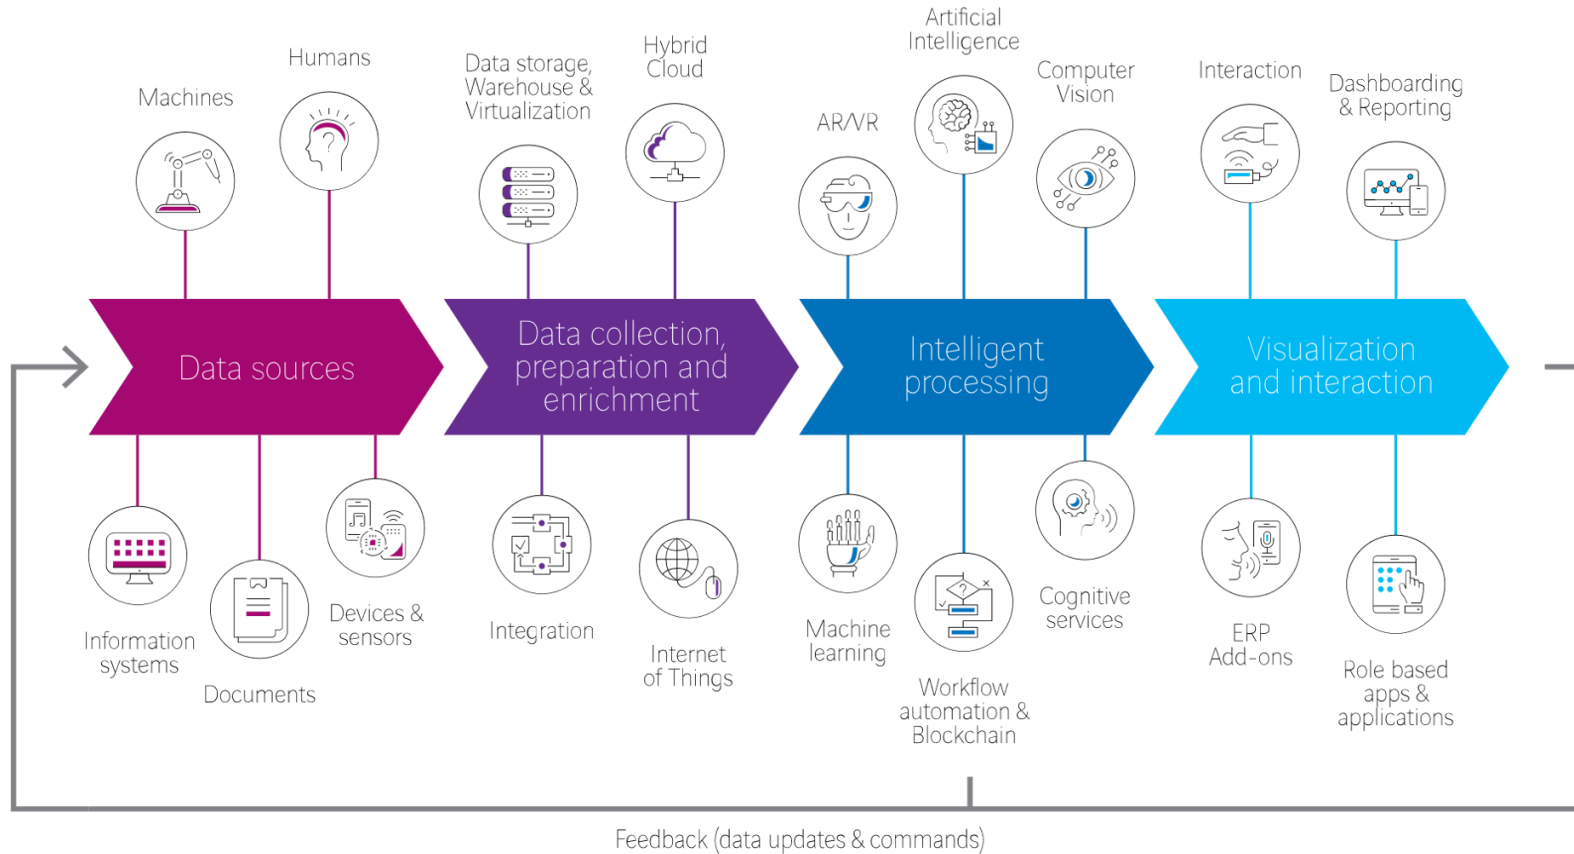 Machines
Humans
Data storage,
Warehouse &
Virtualization
Hybrid
Cloud
AR/VR
Artificial
Intelligence
Computer
Vision
Interaction
Dashboarding
& Reporting
Data sources
Data collection,
preparation and
enrichment
Intelligent
processing
Visualization
and interaction
Information
systems
Documents
Devices &
sensors
Integration
Internet
of Things
Machine
learning
Workflow
automation &
Blockchain
Cognitive
services
ERP
Add-ons
Role based
apps &
applications
Feedback (data updates & commands)